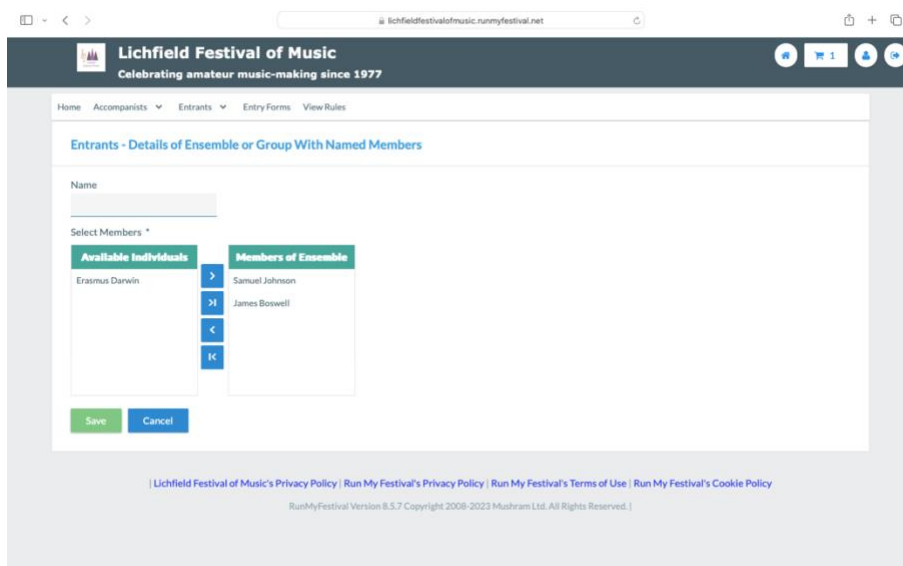 lichfieldfestivalofmusic.runmyfestival.net
Lichfield Festival of Music
Celebrating amateur music-making since 1977
1
Home Accompanists Entrants Entry Forms View Rules
Entrants - Details of Ensemble or Group With Named Members
Name
Select Members *
Available Individuals Members of Ensemble
Erasmus Darwin Samuel Johnson
James Boswell
Save Cancel
| Lichfield Festival of Music's Privacy Policy | Run My Festival's Privacy Policy | Run My Festival's Terms of Use | Run My Festival's Cookie Policy
RunMyFestival Version 8.5.7 Copyright 2008-2023 Mushram Ltd. All Rights Reserved. |